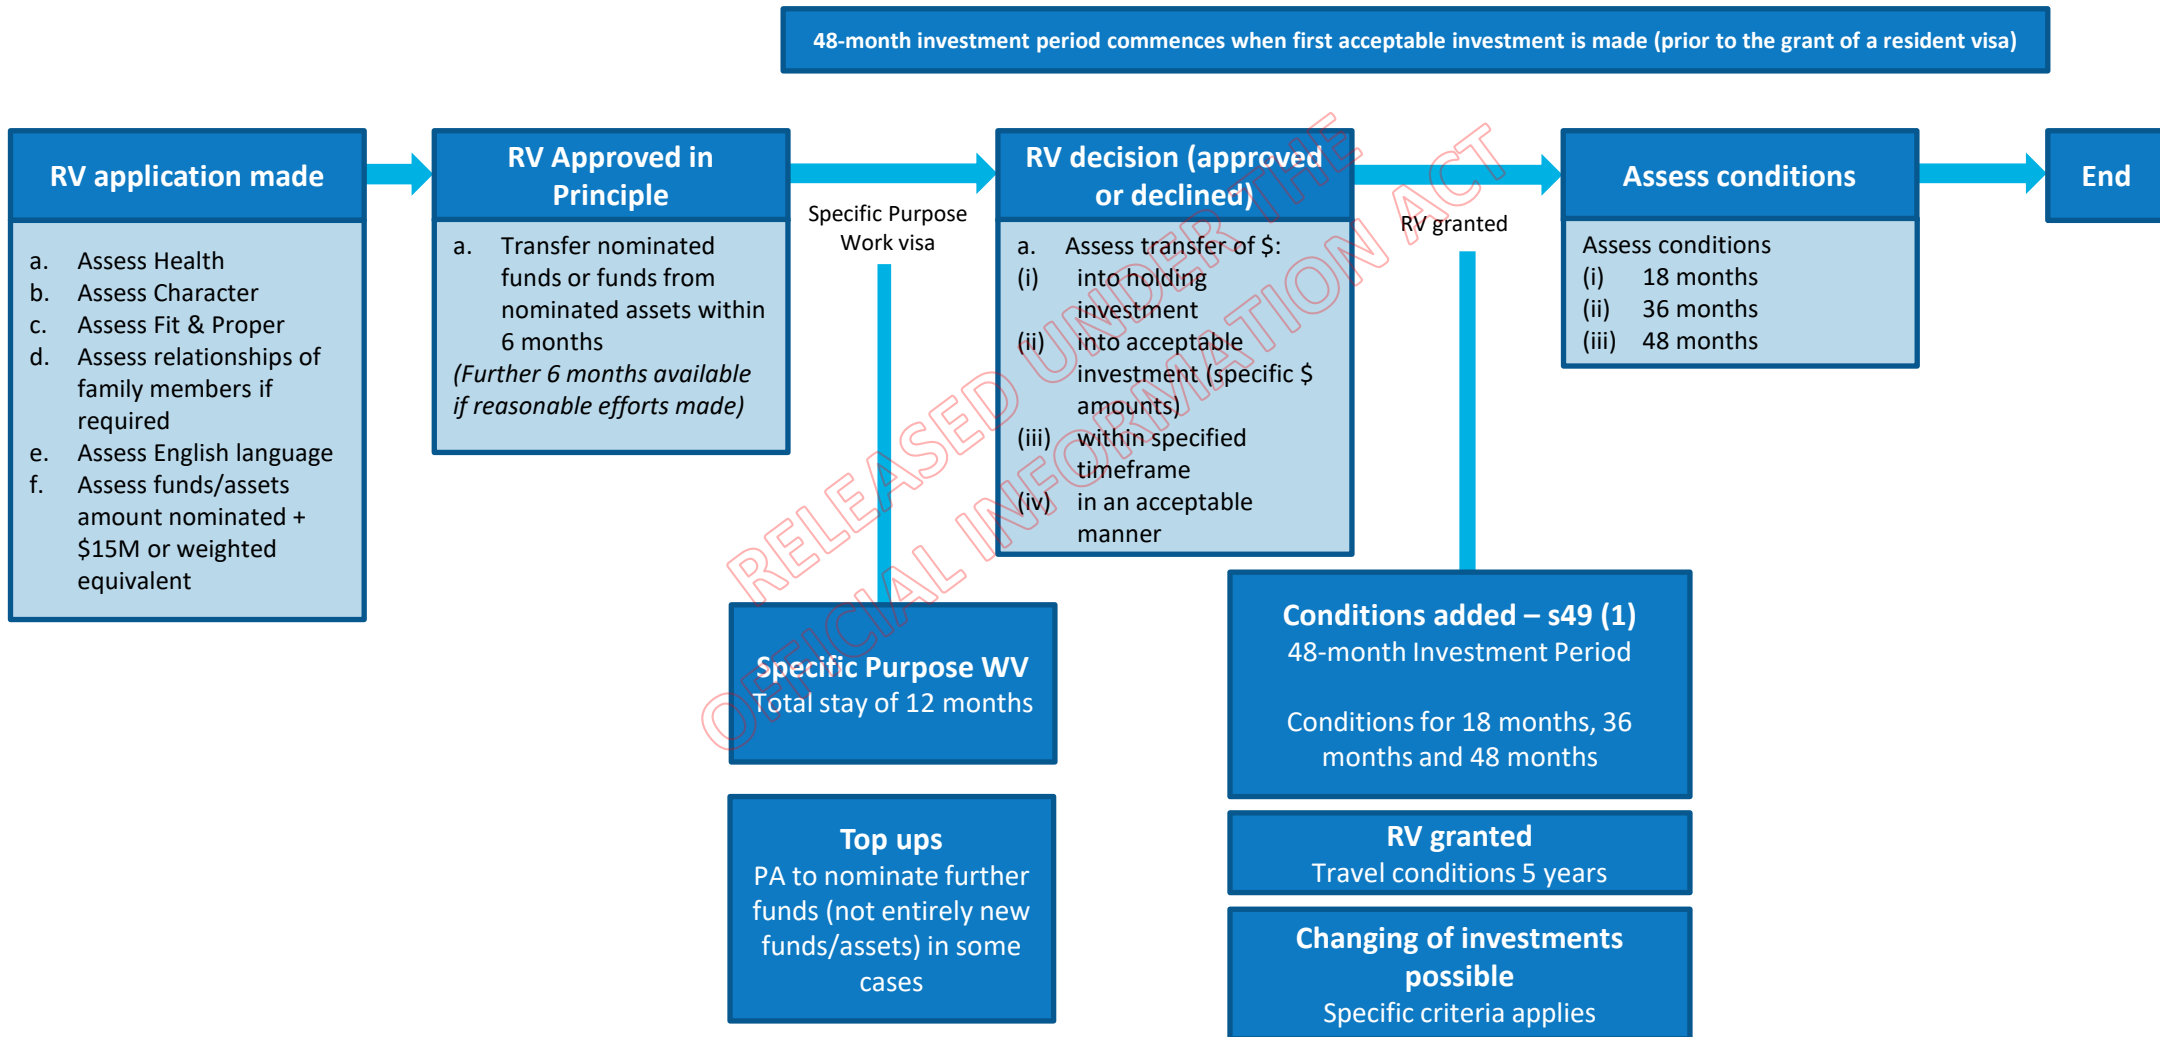 48-month investment period commences when first acceptable investment is made (prior to the grant of a resident visa)
RV application made
a. Assess Health
b. Assess Character
c. Assess Fit & Proper
d. Assess relationships of
family members if
required
e. Assess English language
f. Assess funds/assets
amount nominated +
$15M or weighted
equivalent
RV Approved in
Principle
a. Transfer nominated
funds or funds from
nominated assets within
6 months
(Further 6 months available
if reasonable efforts made)
Specific Purpose
Work visa
Specific Purpose WV
Total stay of 12 months
Top ups
PA to nominate further
funds (not entirely new
funds/assets) in some
cases
RV decision (approved
or declined)
a. Assess transfer of $:
(i) into holding
investment
(ii) into acceptable
investment (specific $
amounts)
(iii) within specified
timeframe
(iv) in an acceptable
manner
RV granted
Conditions added – s49 (1)
48-month Investment Period
Conditions for 18 months, 36
months and 48 months
RV granted
Travel conditions 5 years
Changing of investments
possible
Specific criteria applies
Assess conditions
Assess conditions
(i) 18 months
(ii) 36 months
(iii) 48 months
End
RELEASED UNDER THE
OFFICIAL INFORMATION ACT